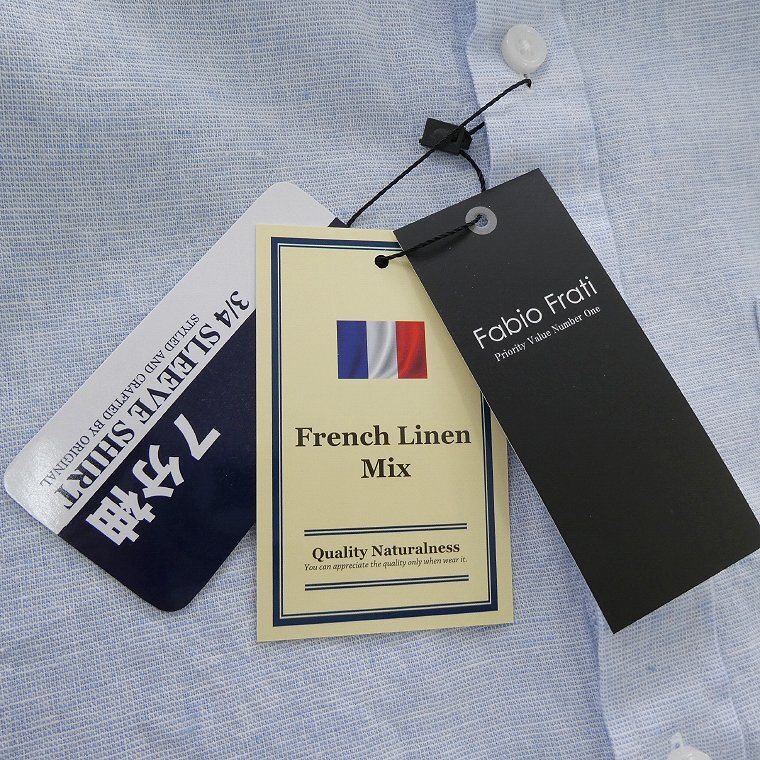 3/4 SLEEVE SHIRT
STYLED AND CRAFTED BY ORIGINAL
7分袖
French Linen
Mix
Quality Naturalness
You can appreciate the quality only when wear it.
Fabio Frati
Priority Value Number One